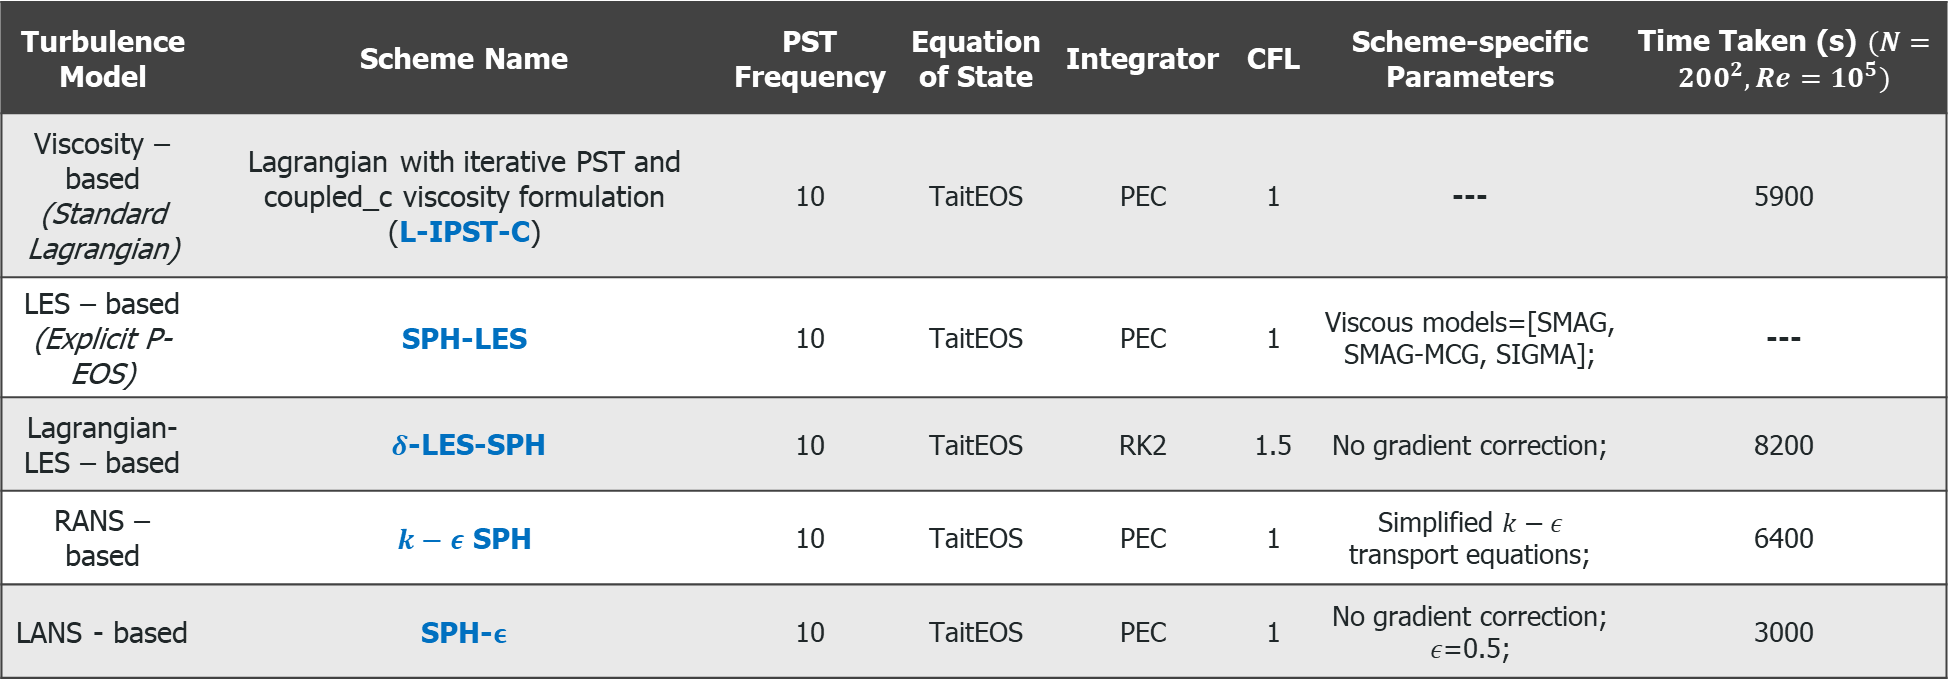 Turbulence Model
Scheme Name
PST Frequency
Equation of State
Integrator
CFL
Scheme-specific Parameters
Time Taken (s) (𝑵 = 𝟐𝟎𝟎², 𝑹𝒆 = 𝟏𝟎⁵)
Viscosity –
based
(Standard
Lagrangian)
Lagrangian with iterative PST and
coupled_c viscosity formulation
(L-IPST-C)
10
TaitEOS
PEC
1
---
5900
LES – based
(Explicit P-
EOS)
SPH-LES
10
TaitEOS
PEC
1
Viscous models=[SMAG,
SMAG-MCG, SIGMA];
---
Lagrangian-
LES – based
𝜹-LES-SPH
10
TaitEOS
RK2
1.5
No gradient correction;
8200
RANS –
based
𝒌 − 𝝐 SPH
10
TaitEOS
PEC
1
Simplified 𝑘 − 𝜖
transport equations;
6400
LANS - based
SPH-ϵ
10
TaitEOS
PEC
1
No gradient correction;
𝜖=0.5;
3000